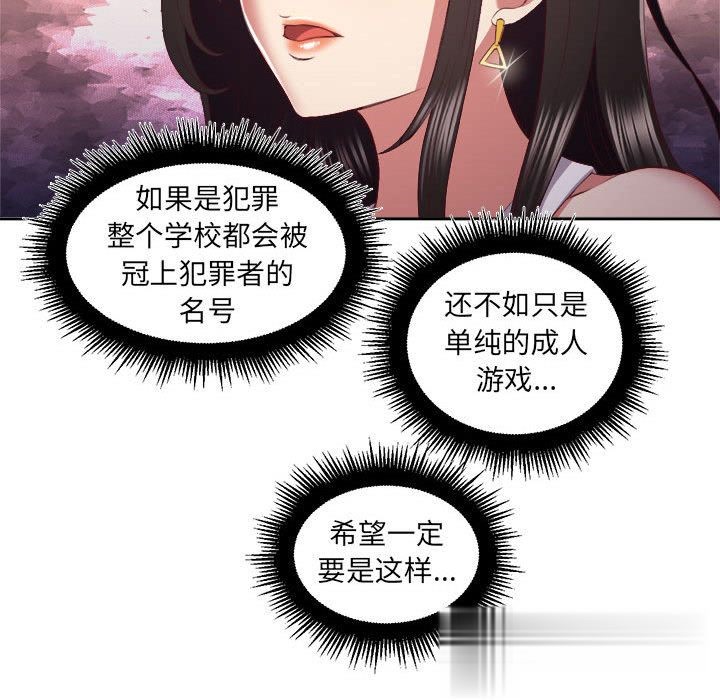 如果是犯罪
整个学校都会被
冠上犯罪者的
名号
还不如只是
单纯的成人
游戏...
希望一定
要是这样...